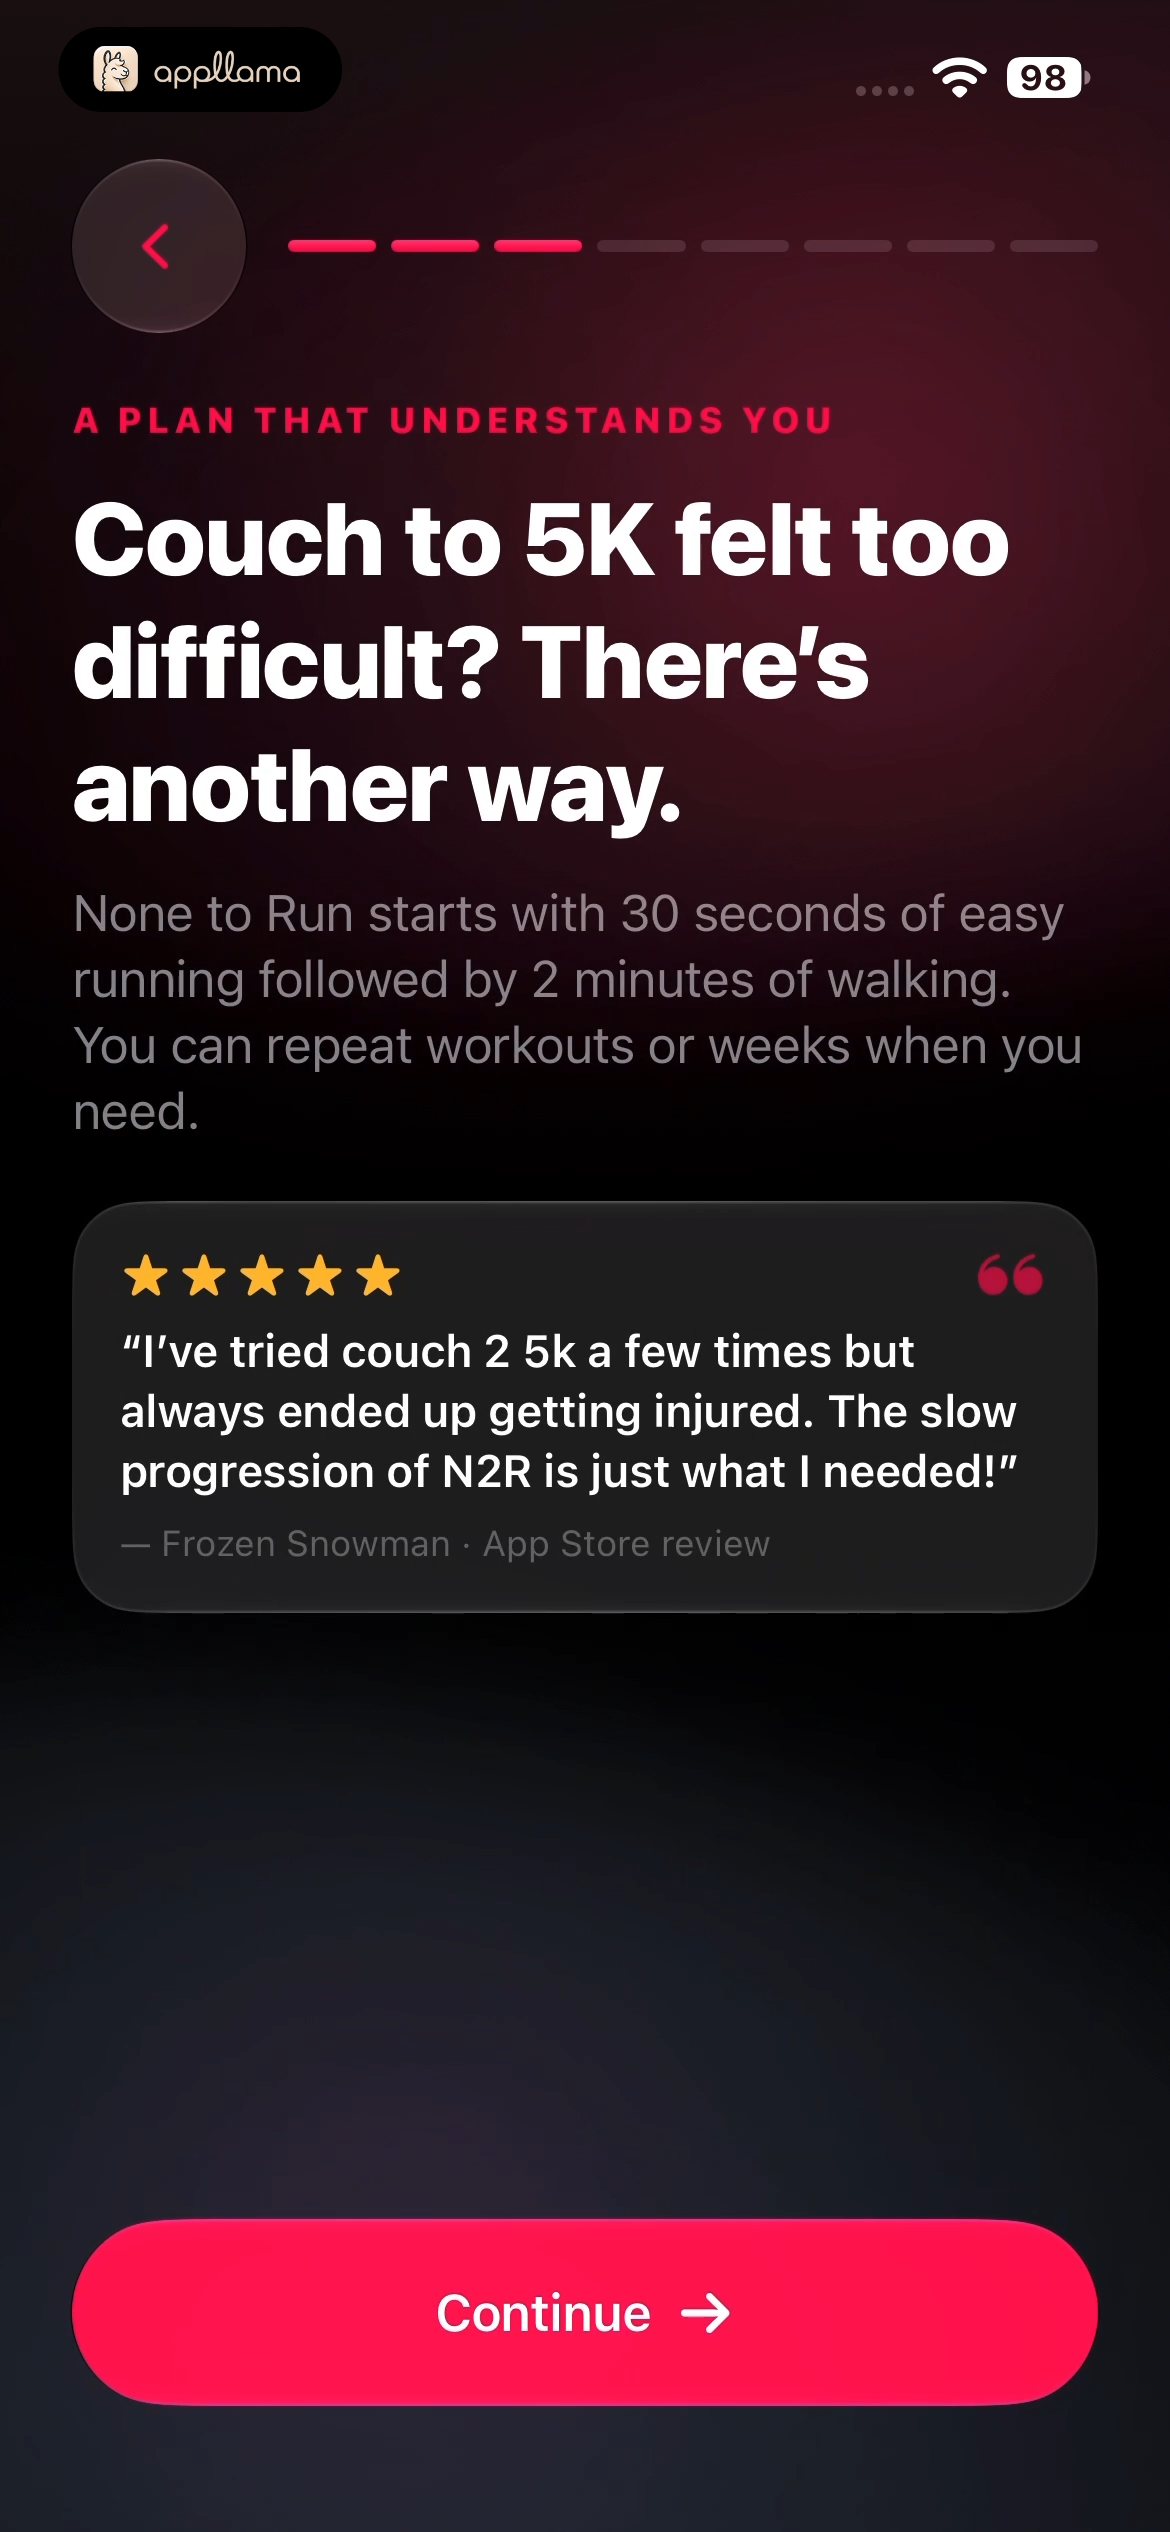 appllama
98
A PLAN THAT UNDERSTANDS YOU
Couch to 5K felt too
difficult? There’s
another way.
None to Run starts with 30 seconds of easy
running followed by 2 minutes of walking.
You can repeat workouts or weeks when you
need.
“I’ve tried couch 2 5k a few times but
always ended up getting injured. The slow
progression of N2R is just what I needed!”
— Frozen Snowman · App Store review
Continue →